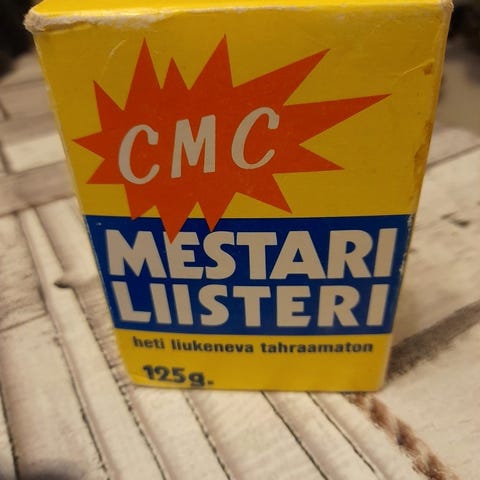 CMC
MESTARI
LIISTERI
heti liukeneva tahraamaton
125g.